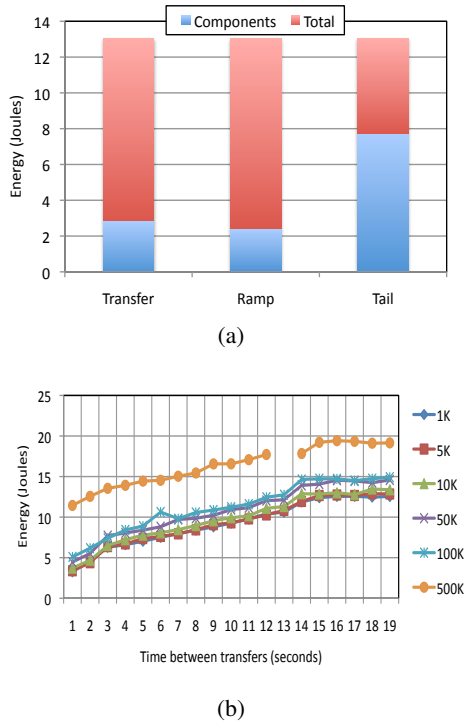 14
12
10
8
6
4
2
0
Energy (Joules)
Components Total
Transfer Ramp Tail
(a)
25
20
15
10
5
0
Energy (Joules)
1 2 3 4 5 6 7 8 9 10 11 12 13 14 15 16 17 18 19
Time between transfers (seconds)
1K
5K
10K
50K
100K
500K
(b)